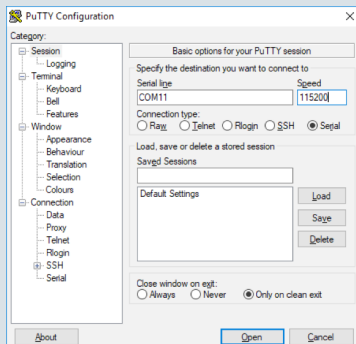 PuTTY Configuration
Category:
Session
Logging
Terminal
Keyboard
Bell
Features
Window
Appearance
Behaviour
Translation
Selection
Colours
Connection
Data
Proxy
Telnet
Rlogin
SSH
Serial
Basic options for your PuTTY session
Specify the destination you want to connect to
Serial line Speed
COM11 115200
Connection type:
Raw Telnet Rlogin SSH Serial
Load, save or delete a stored session
Saved Sessions
Default Settings
Load
Save
Delete
Close window on exit:
Always Never Only on clean exit
About Open Cancel